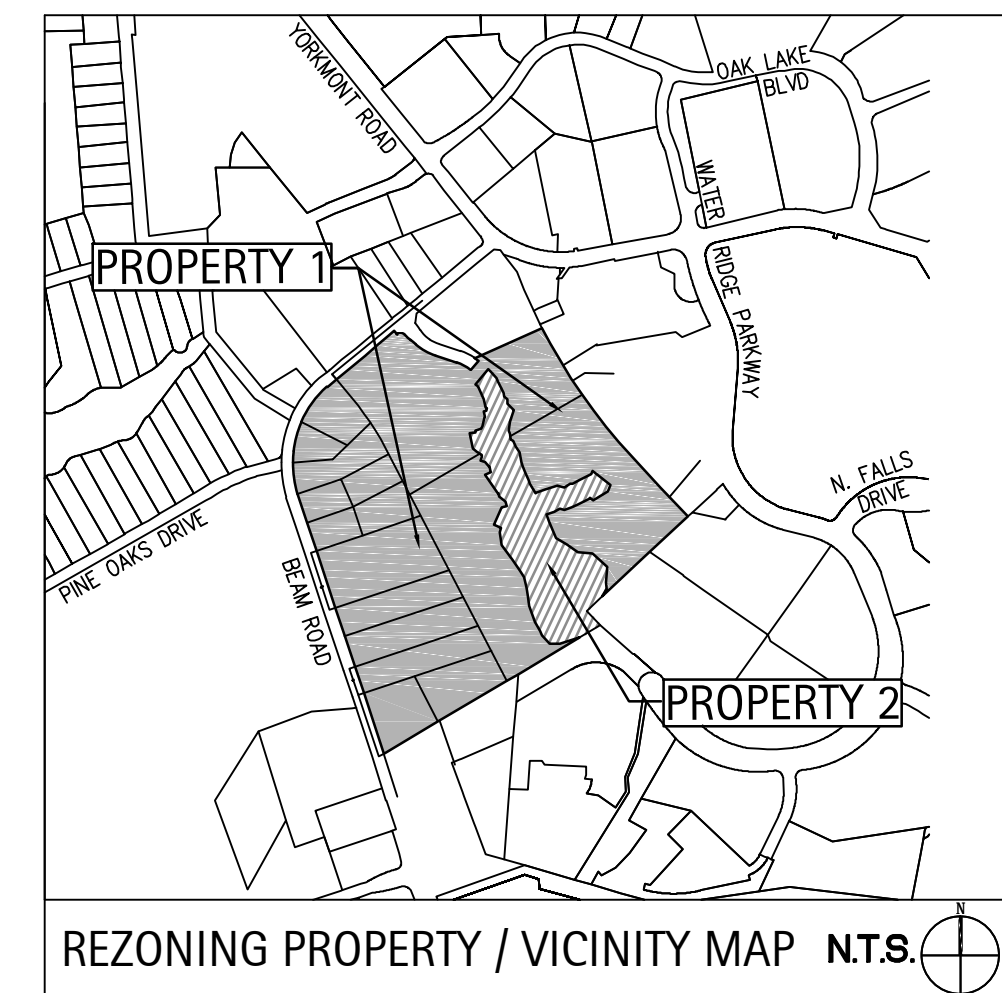 YORKMONT ROAD
OAK LAKE
BLVD
WATER
RIDGE PARKWAY
PROPERTY 1
N. FALLS
DRIVE
PINE OAKS DRIVE
BEAM ROAD
PROPERTY 2
REZONING PROPERTY / VICINITY MAP N.T.S.
N